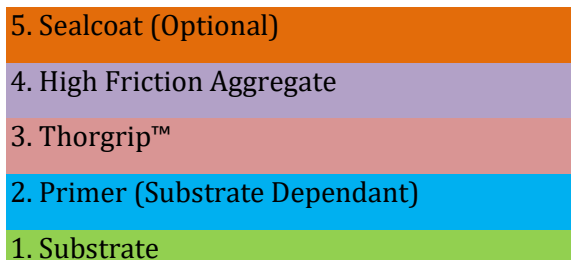 5. Sealcoat (Optional)
4. High Friction Aggregate
3. Thorgrip™
2. Primer (Substrate Dependant)
1. Substrate